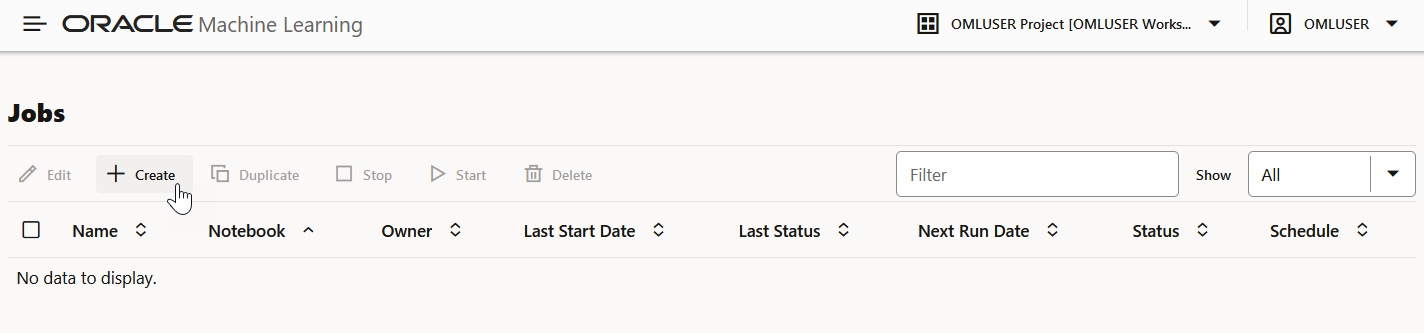 ORACLE Machine Learning OMLUSER Project [OMLUSER Works... OMLUSER
Jobs
Edit Create Duplicate Stop Start Delete Filter Show All
Name Notebook Owner Last Start Date Last Status Next Run Date Status Schedule
No data to display.